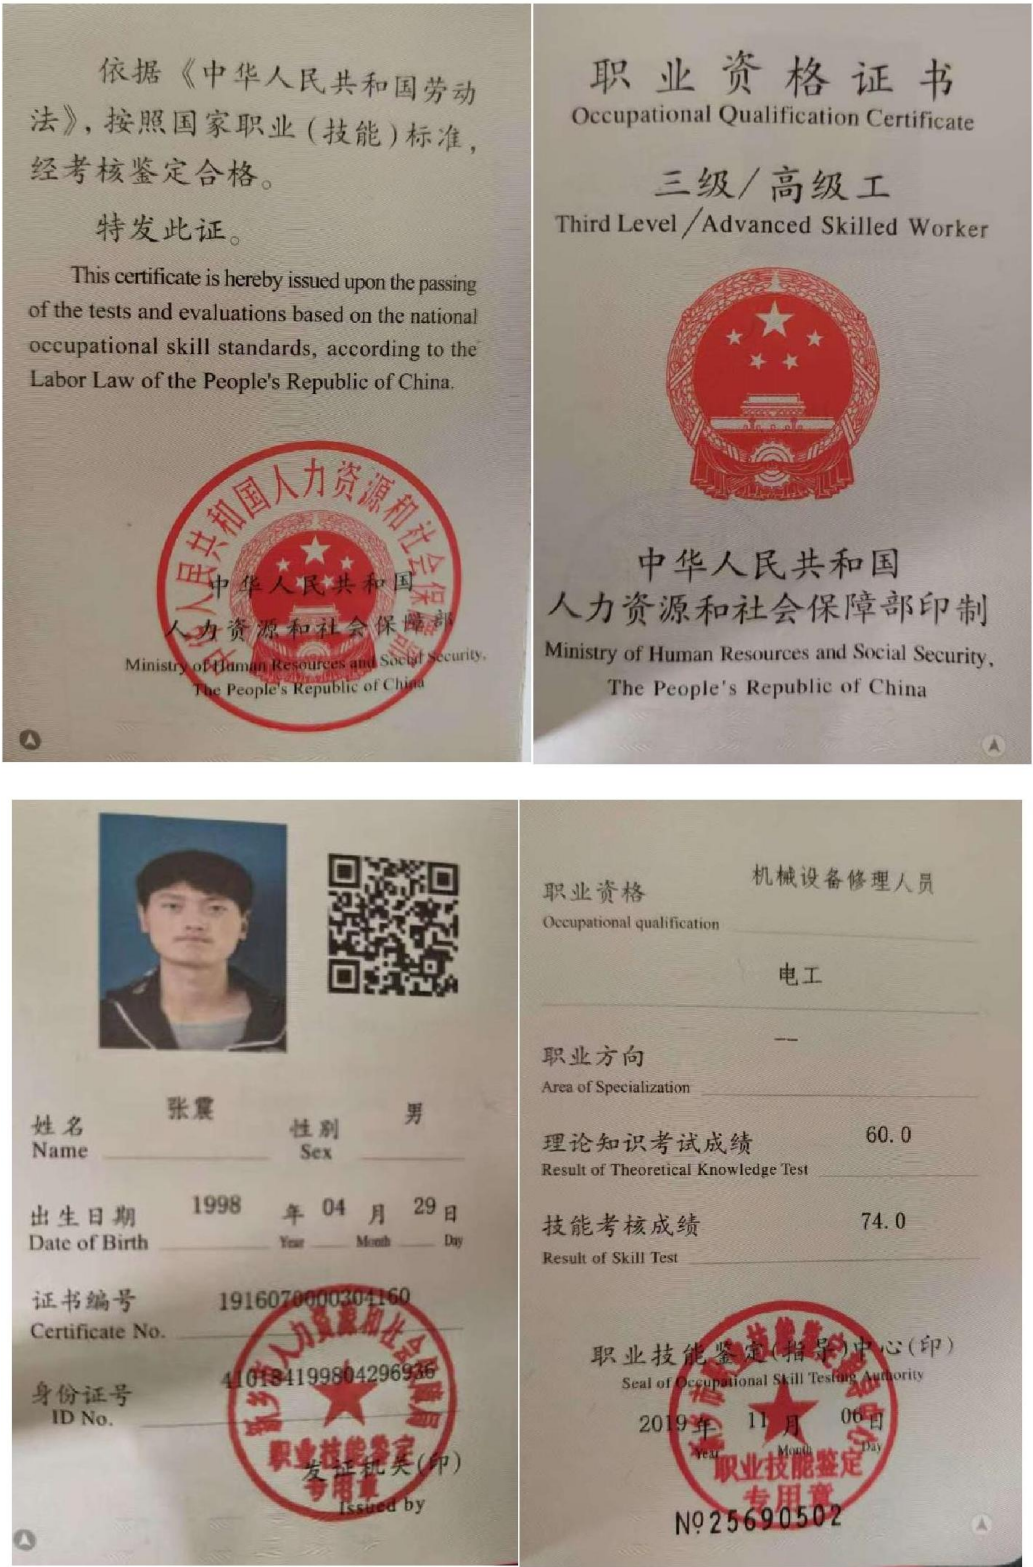 依据《中华人民共和国劳动
法》，按照国家职业(技能)标准，
经考核鉴定合格。
特发此证。
This certificate is hereby issued upon the passing
of the tests and evaluations based on the national
occupational skill standards, according to the
Labor Law of the People's Republic of China.
中华人民共和国人力资源和社会保障部
中华人民共和国
人力资源和社会保障部
Ministry of Human Resources and Social Security,
The People's Republic of China
职业资格证书
Occupational Qualification Certificate
三级/高级工
Third Level/Advanced Skilled Worker
中华人民共和国
人力资源和社会保障部印制
Ministry of Human Resources and Social Security,
The People's Republic of China
姓名 张震 性别 男
Name Sex
出生日期 1998 年 04 月 29 日
Date of Birth Year Month Day
证书编号 1916070000304160
Certificate No.
身份证号 410184199804296936
ID No.
新乡市人力资源和社会保障局
职业技能鉴定
专用章
发证机关(印)
Issued by
职业资格 机械设备修理人员
Occupational qualification
电工
职业方向 --
Area of Specialization
理论知识考试成绩 60.0
Result of Theoretical Knowledge Test
技能考核成绩 74.0
Result of Skill Test
职业技能鉴定(指导)中心(印)
Seal of Occupational Skill Testing Authority
2019 年 11 月 06 日
Year Month Day
职业技能鉴定
专用章
№25690502